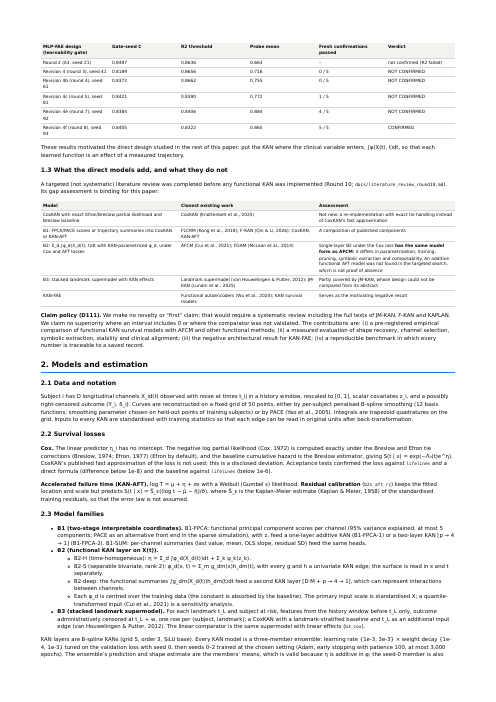 MLP-FAE design (learnability gate) Gate-seed C R2 threshold Probe mean Fresh confirmations passed Verdict
Round 2 (A3, seed 21) 0.8497 0.8636 0.663 – not confirmed (R2 failed)
Revision 4 (round 3), seed 41 0.8189 0.8656 0.716 0 / 5 NOT CONFIRMED
Revision 4b (round 4), seed 61 0.8372 0.8662 0.755 0 / 5 NOT CONFIRMED
Revision 4c (round 5), seed 81 0.8421 0.8390 0.772 1 / 5 NOT CONFIRMED
Revision 4e (round 7), seed 92 0.8384 0.8406 0.884 4 / 5 NOT CONFIRMED
Revision 4f (round 8), seed 93 0.8405 0.8322 0.865 5 / 5 CONFIRMED
These results motivated the direct design studied in the rest of this paper: put the KAN where the clinical variable enters, ∫φ(X(t), t)dt, so that each
learned function is an effect of a measured trajectory.
1.3 What the direct models add, and what they do not
A targeted (not systematic) literature review was completed before any functional KAN was implemented (Round 10; docs/literature_review_round10.md).
Its gap assessment is binding for this paper:
Model Closest existing work Assessment
CoxKAN with exact Efron/Breslow partial likelihood and Breslow baseline CoxKAN (Knottenbelt et al., 2025) Not new: a re-implementation with exact tie handling instead of CoxKAN's fast approximation
B1: FPCA/PACE scores or trajectory summaries into CoxKAN or KAN-AFT FLCRM (Kong et al., 2018); F-KAN (Qin & Li, 2026); CoxKAN, KAN-AFT A composition of published components
B2: Σ_d ∫φ_d(X_d(t), t)dt with KAN-parametrised φ_d, under Cox and AFT losses AFCM (Cui et al., 2021); FGAM (McLean et al., 2014) Single-layer B2 under the Cox loss has the same model form as AFCM; it differs in parametrisation, training, pruning, symbolic extraction and comparability. An additive functional AFT model was not found in the targeted search, which is not proof of absence
B3: stacked landmark supermodel with KAN effects Landmark supermodel (van Houwelingen & Putter, 2012); JM-KAN (Lundin et al., 2025) Partly covered by JM-KAN, whose design could not be compared from its abstract
KAN-FAE Functional autoencoders (Wu et al., 2024); KAN survival models Serves as the motivating negative result
Claim policy (D111). We make no novelty or "first" claim; that would require a systematic review including the full texts of JM-KAN, F-KAN and KAPLAN.
We claim no superiority where an interval includes 0 or where the comparator was not validated. The contributions are: (i) a pre-registered empirical
comparison of functional KAN survival models with AFCM and other functional methods; (ii) a measured evaluation of shape recovery, channel selection,
symbolic extraction, stability and clinical alignment; (iii) the negative architectural result for KAN-FAE; (iv) a reproducible benchmark in which every
number is traceable to a saved record.
2. Models and estimation
2.1 Data and notation
Subject i has D longitudinal channels X_id(t) observed with noise at times t_ij in a history window, rescaled to [0, 1], scalar covariates z_i, and a possibly
right-censored outcome (Y_i, δ_i). Curves are reconstructed on a fixed grid of 50 points, either by per-subject penalised B-spline smoothing (12 basis
functions; smoothing parameter chosen on held-out points of training subjects) or by PACE (Yao et al., 2005). Integrals are trapezoid quadratures on the
grid. Inputs to every KAN are standardised with training statistics, so that each edge can be read in original units after back-transformation.
2.2 Survival losses
Cox. The linear predictor η_i has no intercept. The negative log partial likelihood (Cox, 1972) is computed exactly under the Breslow and Efron tie
corrections (Breslow, 1974; Efron, 1977) (Efron by default), and the baseline cumulative hazard is the Breslow estimator, giving S(t | x) = exp(−Λ₀(t)e^η).
CoxKAN's published fast approximation of the loss is not used; this is a disclosed deviation. Acceptance tests confirmed the loss against lifelines and a
direct formula (difference below 1e-8) and the baseline against lifelines (below 1e-6).
Accelerated failure time (KAN-AFT). log T = μ + η + σε with a Weibull (Gumbel ε) likelihood. Residual calibration (b2s_aft_rc) keeps the fitted
location and scale but predicts S(t | x) = Ŝ_ε((log t − μ̂ − η̂)/σ̂), where Ŝ_ε is the Kaplan–Meier estimate (Kaplan & Meier, 1958) of the standardised
training residuals, so that the error law is not assumed.
2.3 Model families
• B1 (two-stage interpretable coordinates). B1-FPCA: functional principal component scores per channel (95% variance explained, at most 5
components; PACE as an alternative front end in the sparse simulation), with z, feed a one-layer additive KAN (B1-FPCA-1) or a two-layer KAN [p → 4
→ 1] (B1-FPCA-2). B1-SUM: per-channel summaries (last value, mean, OLS slope, residual SD) feed the same heads.
• B2 (functional KAN layer on X(t)).
B2-H (time-homogeneous): η = Σ_d ∫g_d(X_d(t))dt + Σ_k ψ_k(z_k).
B2-S (separable bivariate, rank 2): φ_d(x, t) = Σ_m g_dm(x)h_dm(t), with every g and h a univariate KAN edge; the surface is read in x and t
separately.
B2-deep: the functional summaries ∫g_dm(X_d(t))h_dm(t)dt feed a second KAN layer [D·M + p → 4 → 1], which can represent interactions
between channels.
Each φ_d is centred over the training data (the constant is absorbed by the baseline). The primary input scale is standardised X; a quantile-
transformed input (Cui et al., 2021) is a sensitivity analysis.
• B3 (stacked landmark supermodel). For each landmark t_L and subject at risk, features from the history window before t_L only, outcome
administratively censored at t_L + w, one row per (subject, landmark); a CoxKAN with a landmark-stratified baseline and t_L as an additional input
edge (van Houwelingen & Putter, 2012). The linear comparator is the same supermodel with linear effects (b3_cox).
KAN layers are B-spline KANs (grid 5, order 3, SiLU base). Every KAN model is a three-member ensemble: learning rate {1e-3, 3e-3} × weight decay {1e-
4, 1e-3} tuned on the validation loss with seed 0, then seeds 0–2 trained at the chosen setting (Adam, early stopping with patience 100, at most 3,000
epochs). The ensemble's prediction and shape estimate are the members' means, which is valid because η is additive in φ; the seed-0 member is also